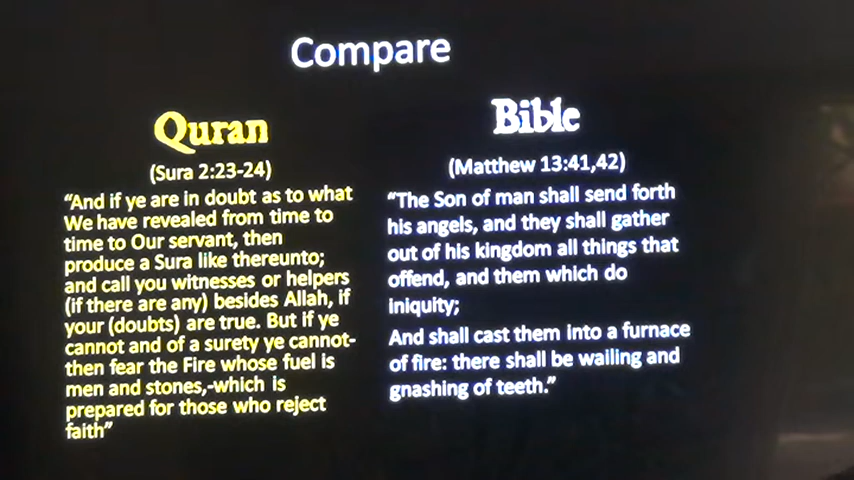 Compare
Quran
(Sura 2:23-24)
“And if ye are in doubt as to what
We have revealed from time to
time to Our servant, then
produce a Sura like thereunto;
and call you witnesses or helpers
(if there are any) besides Allah, if
your (doubts) are true. But if ye
cannot and of a surety ye cannot-
then fear the Fire whose fuel is
men and stones,-which is
prepared for those who reject
faith”
Bible
(Matthew 13:41,42)
“The Son of man shall send forth
his angels, and they shall gather
out of his kingdom all things that
offend, and them which do
iniquity;
And shall cast them into a furnace
of fire: there shall be wailing and
gnashing of teeth.”